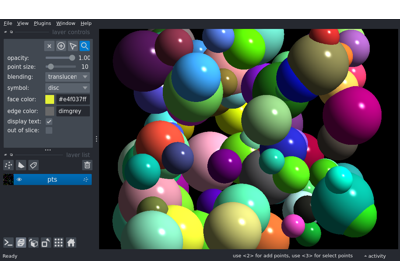 File View Plugins Window Help
layer controls
opacity: 1.00
point size: 10
blending: translucen
symbol: disc
face color: #e4f037ff
edge color: dimgrey
display text:
out of slice:
layer list
pts
Ready use <2> for add points, use <3> for select points activity